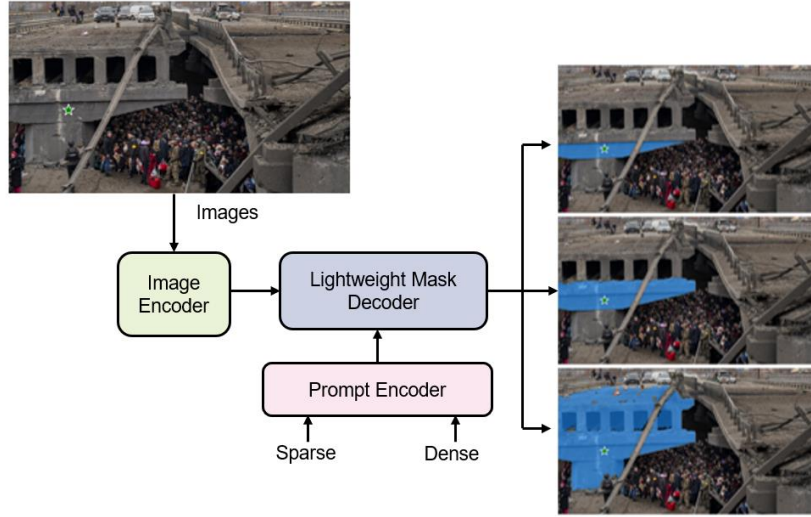 Images
Image
Encoder
Lightweight Mask
Decoder
Prompt Encoder
Sparse
Dense